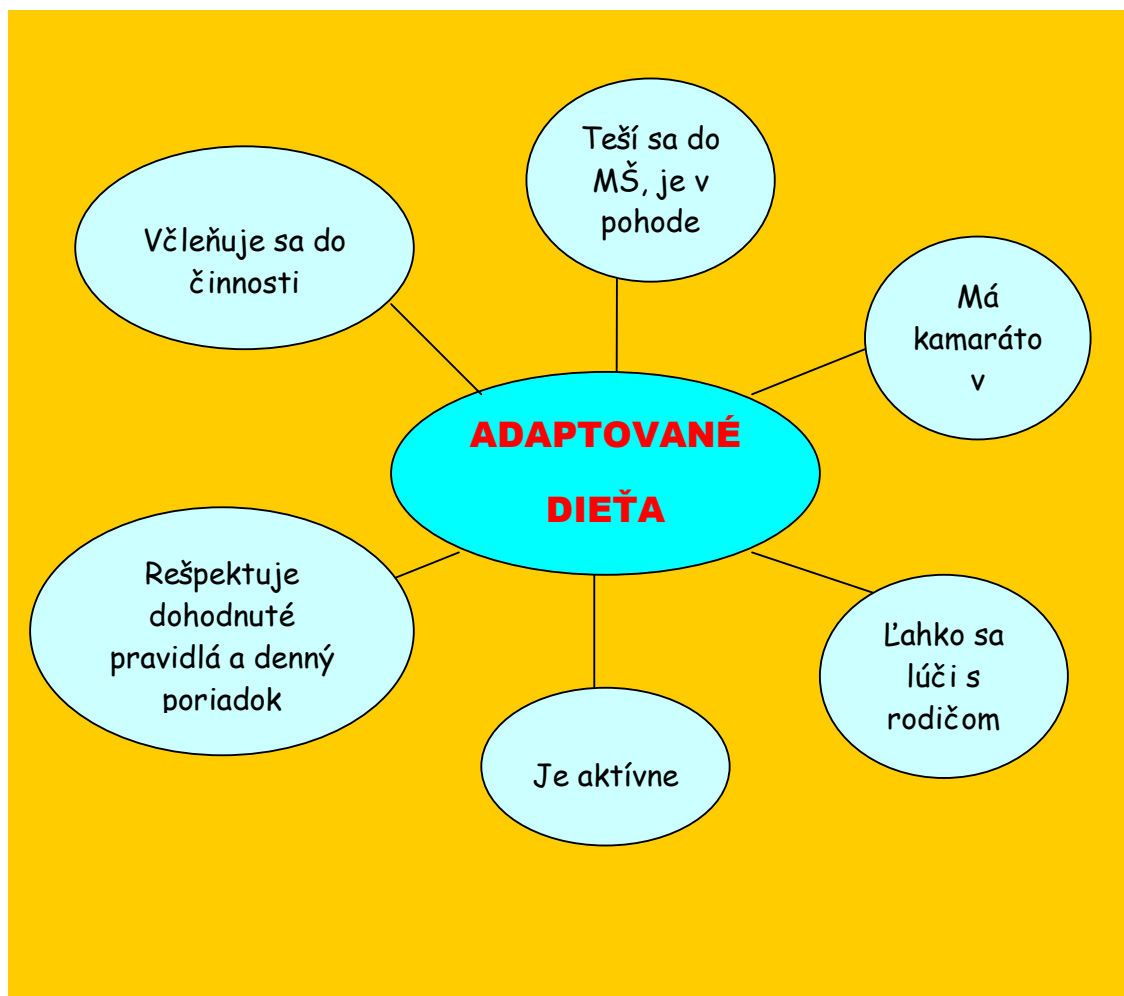 Teší sa do
MŠ, je v
pohode
Včleňuje sa do
činnosti
Má
kamaráto
v
ADAPTOVANÉ
DIEŤA
Rešpektuje
dohodnuté
pravidlá a denný
poriadok
Ľahko sa
lúči s
rodičom
Je aktívne